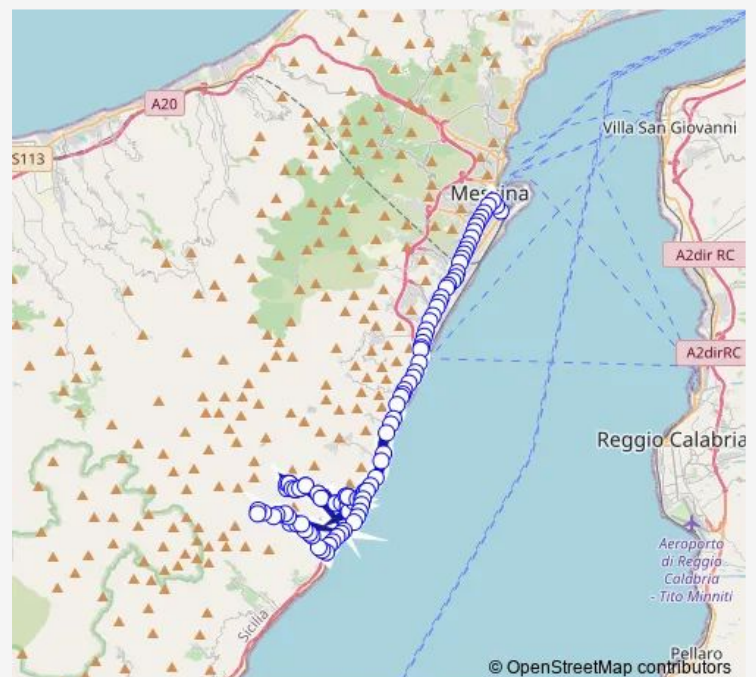 A20
S113
Villa San Giovanni
Messina
A2dir RC
A2dirRC
Reggio Calabria
Aeroporto
di Reggio
Calabria
- Tito Minniti
Sicilia
Pellaro
© OpenStreetMap contributors